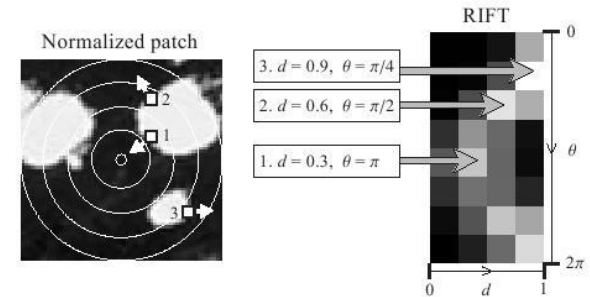 RIFT
Normalized patch
0
3. d = 0.9, θ = π/4
2. d = 0.6, θ = π/2
2
1
θ
1. d = 0.3, θ = π
3
2π
0
d
1